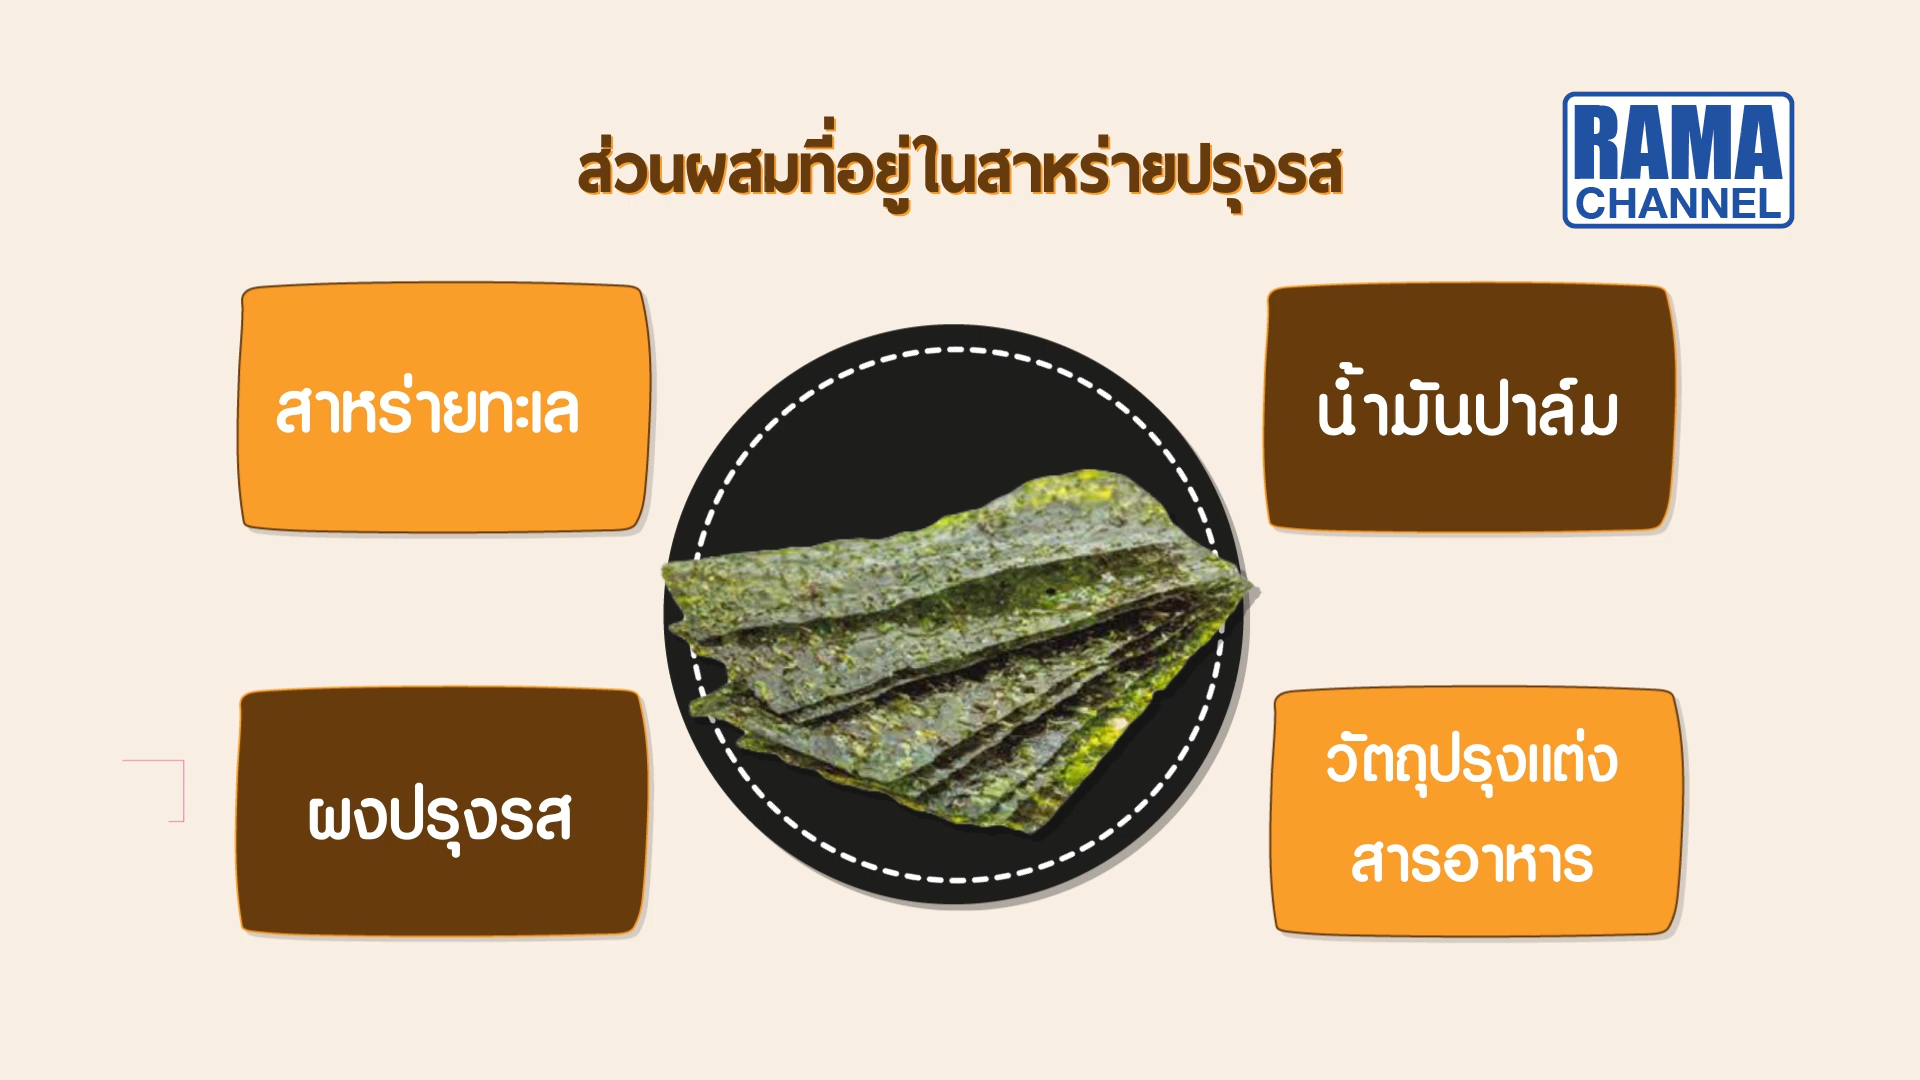 ส่วนผสมที่อยู่ในสาหร่ายปรุงรส
RAMA
CHANNEL
สาหร่ายทะเล
น้ำมันปาล์ม
ผงปรุงรส
วัตถุปรุงแต่ง
สารอาหาร